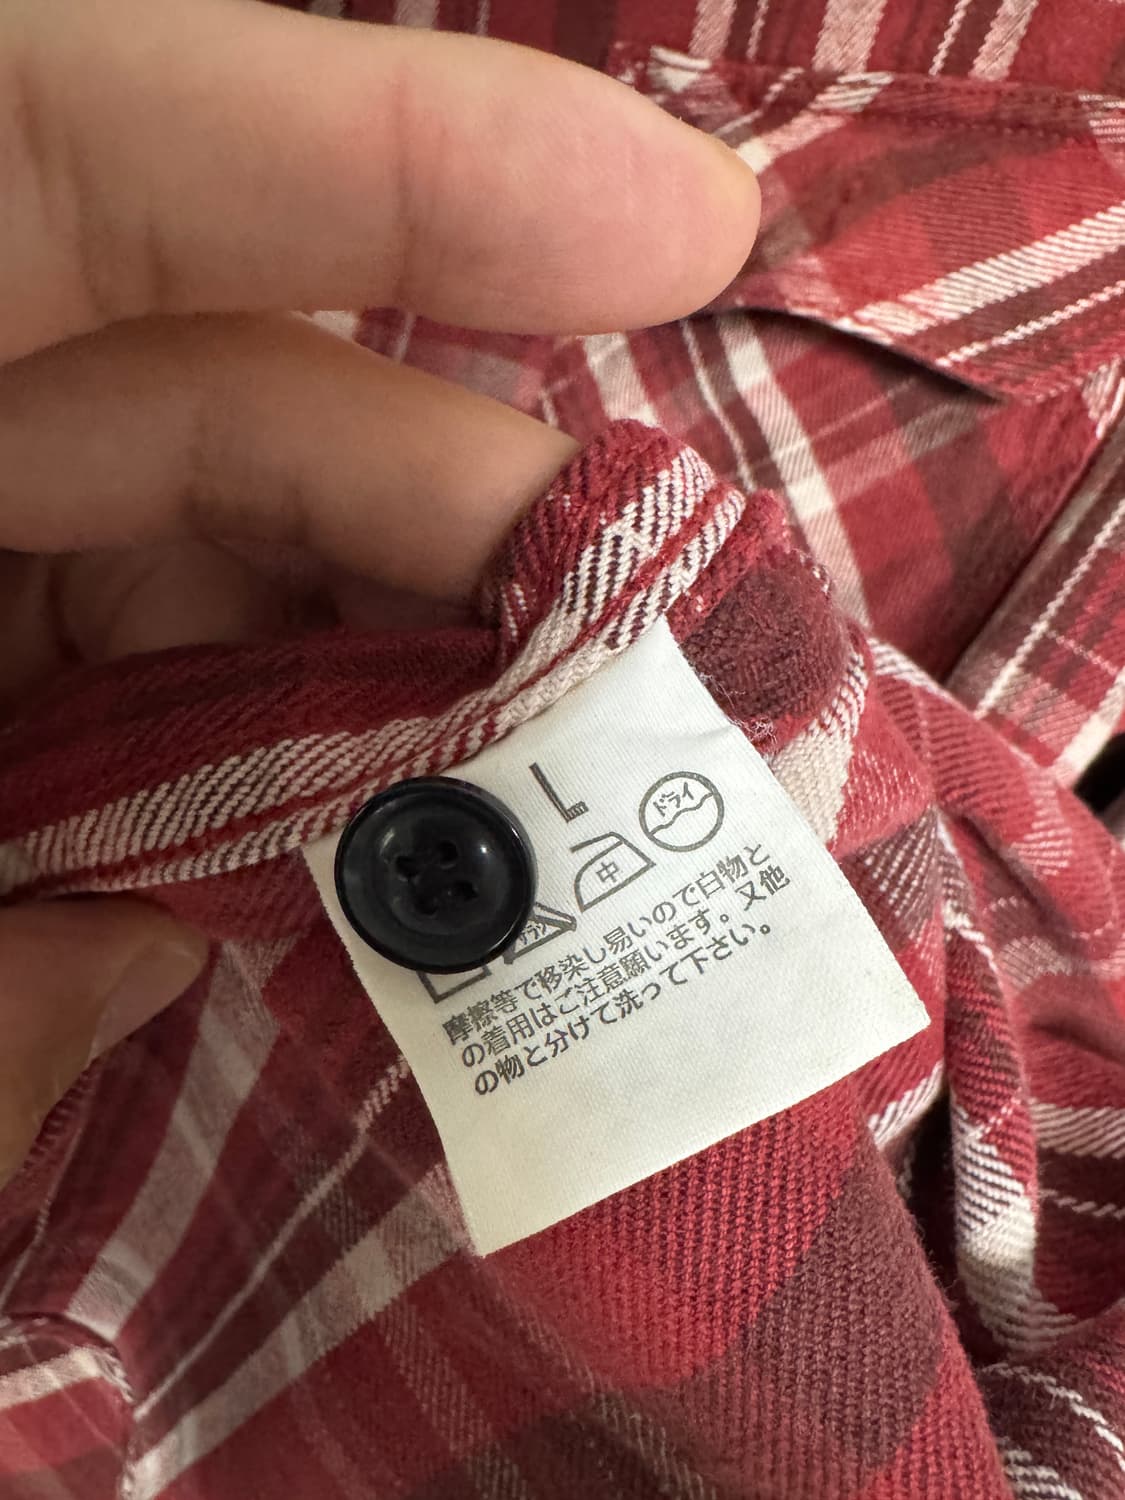 L
ドライ
中
摩擦等で移染し易いので白物と
の着用はご注意願います。又他
の物と分けて洗って下さい。